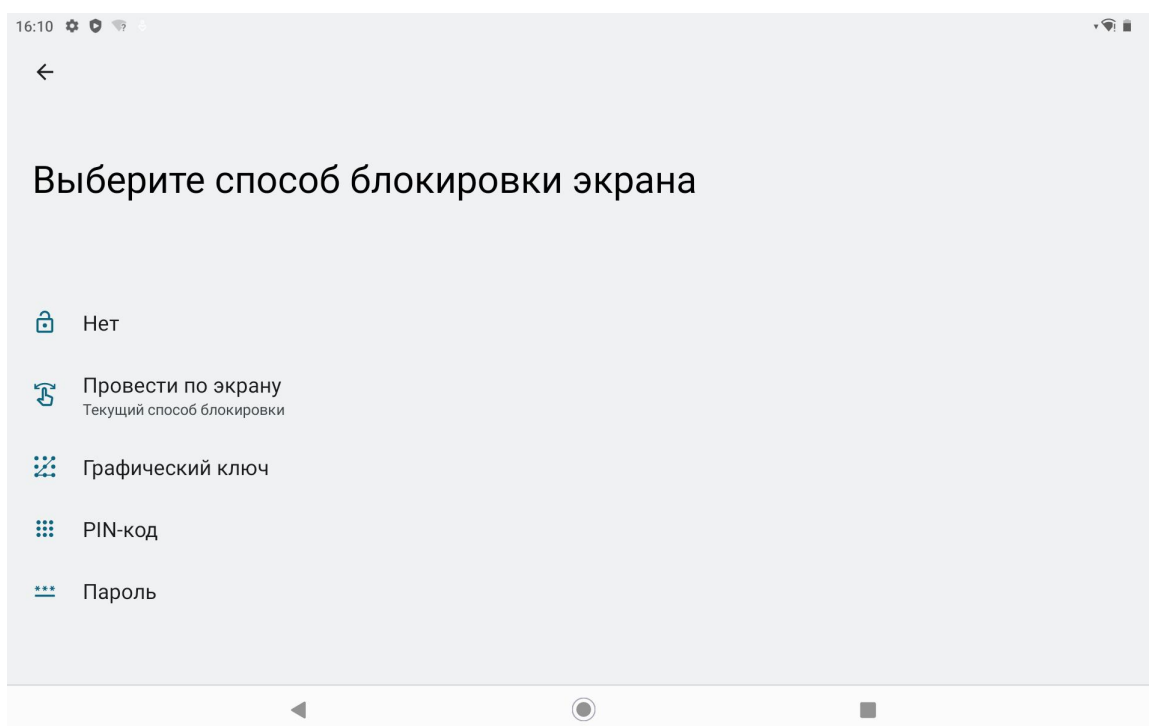 16:10
Выберите способ блокировки экрана
Нет
Провести по экрану
Текущий способ блокировки
Графический ключ
PIN-код
Пароль